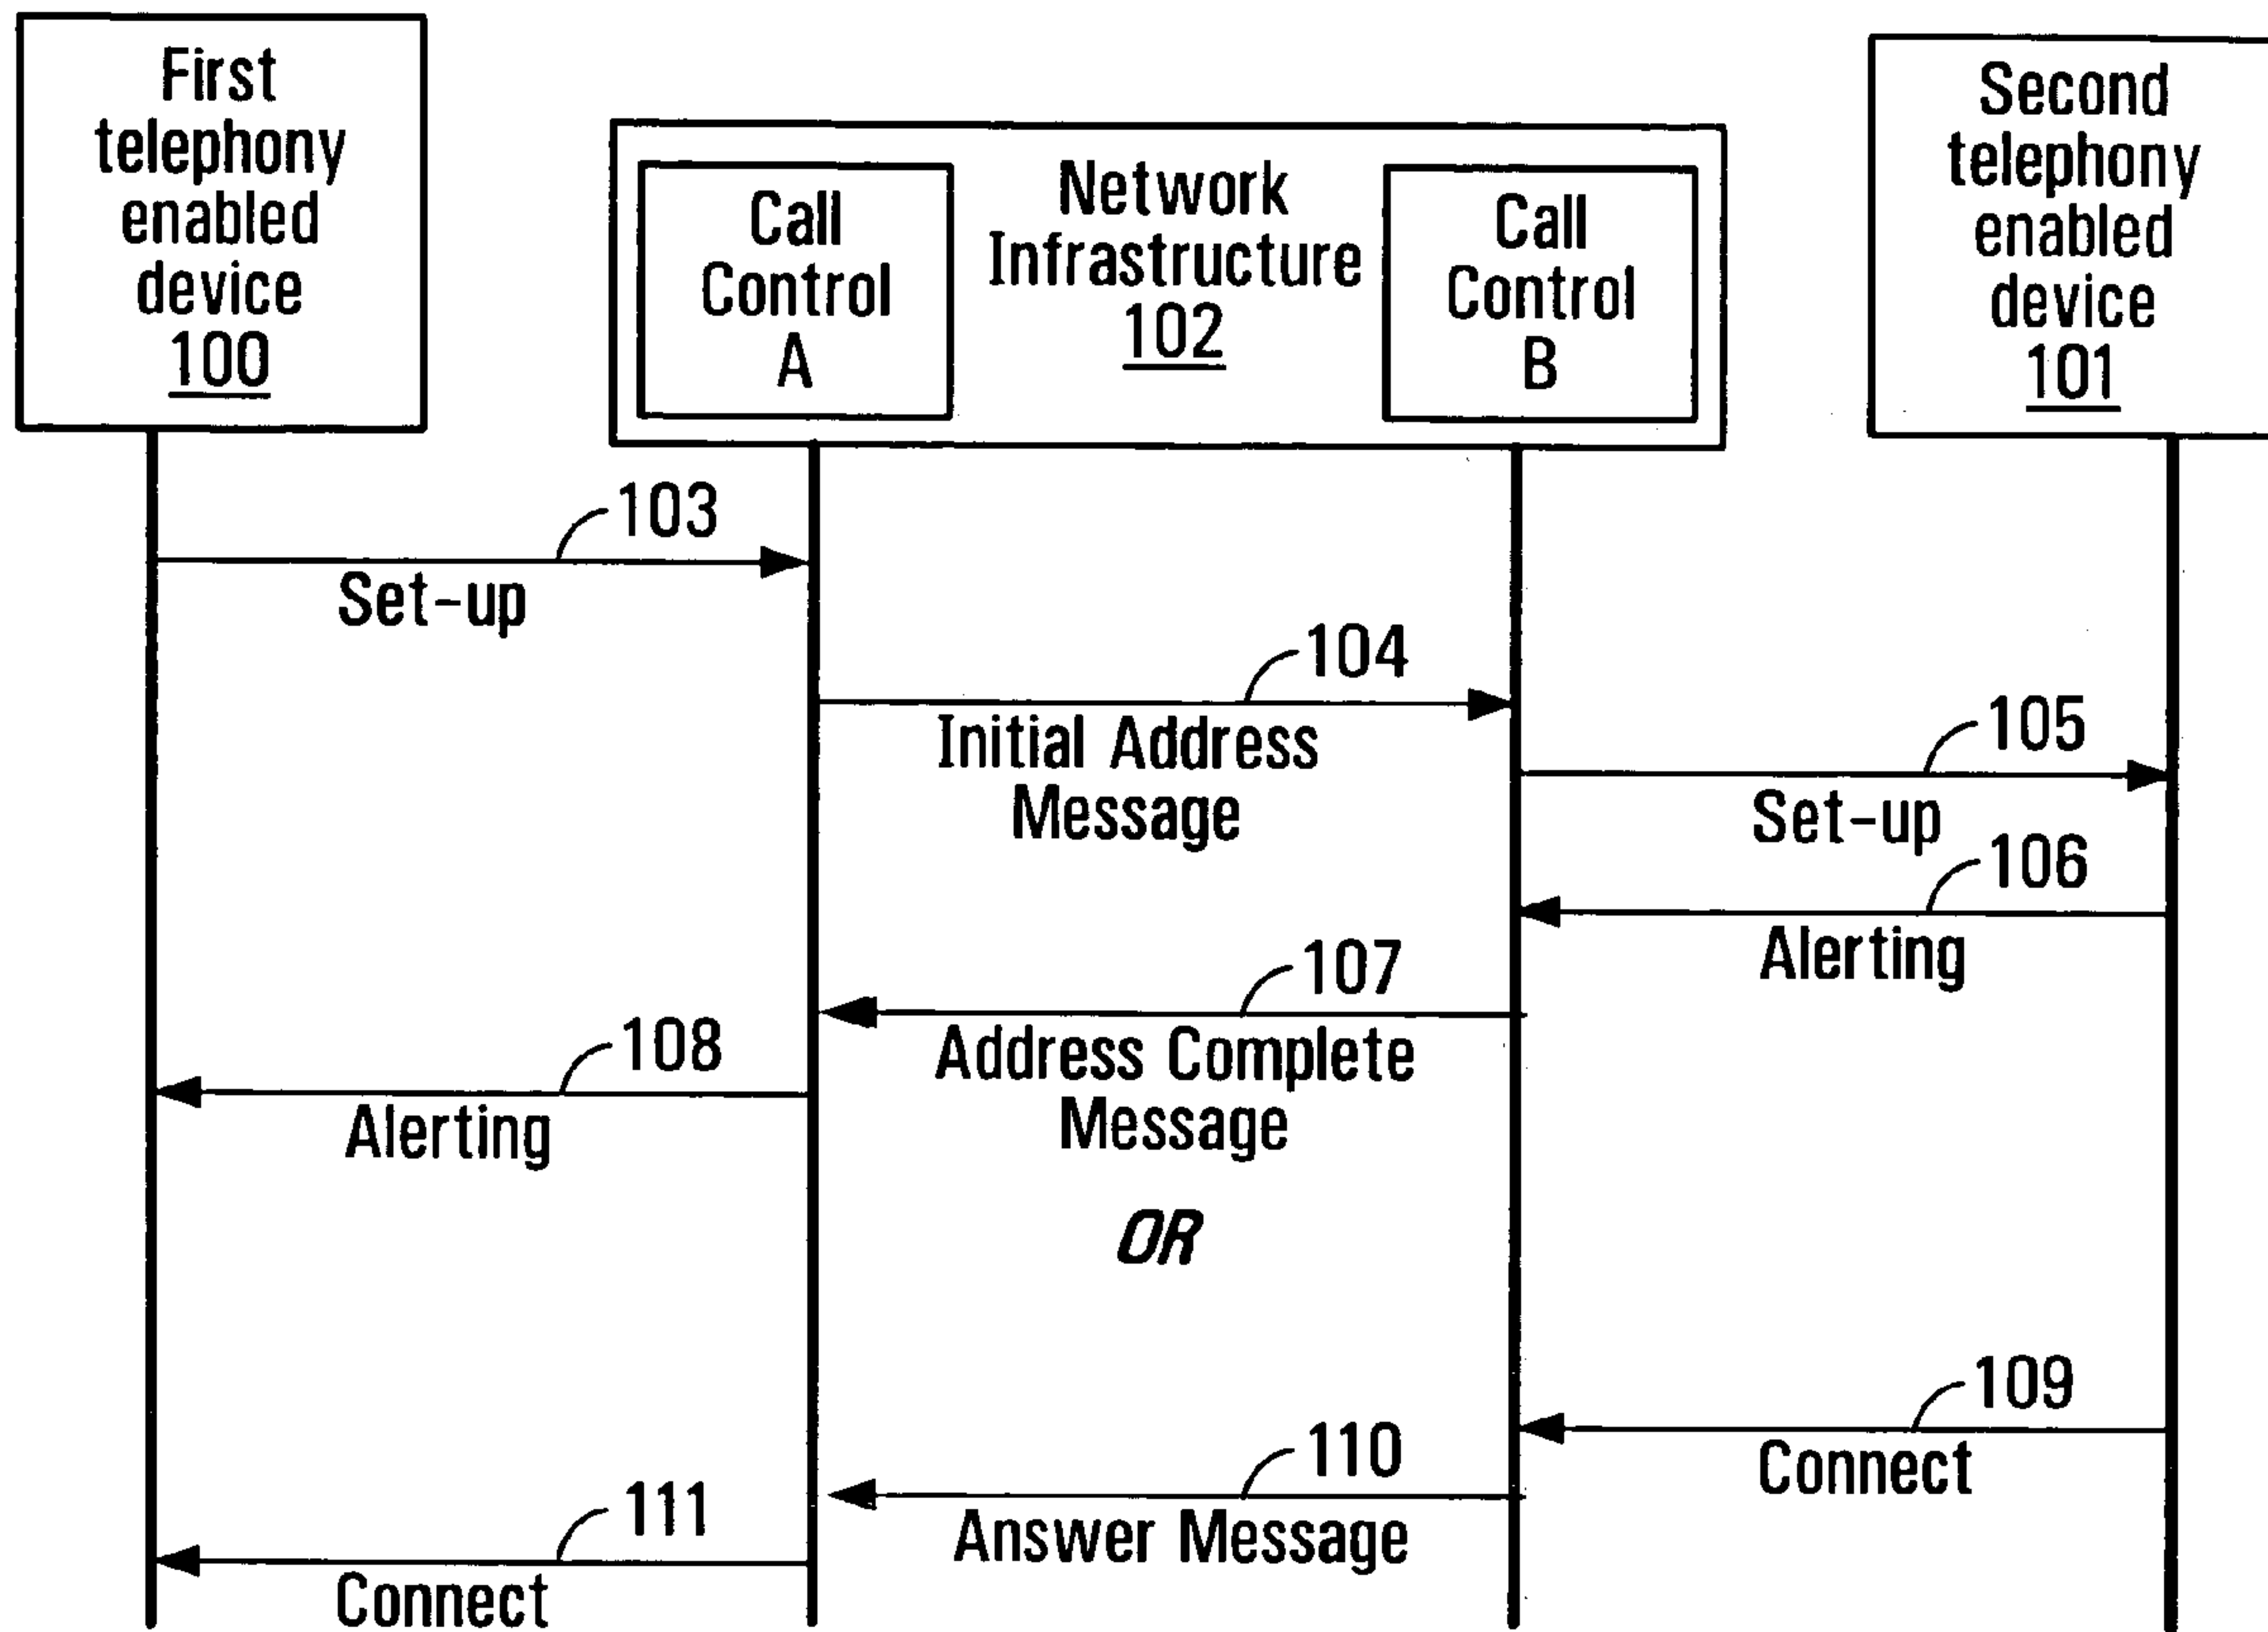 First
telephony
enabled
device
100
Call
Control
A
Network
Infrastructure
102
Call
Control
B
Second
telephony
enabled
device
101
103
Set-up
104
Initial Address
Message
105
Set-up
106
Alerting
107
Address Complete
Message
108
Alerting
OR
109
Connect
110
Answer Message
111
Connect